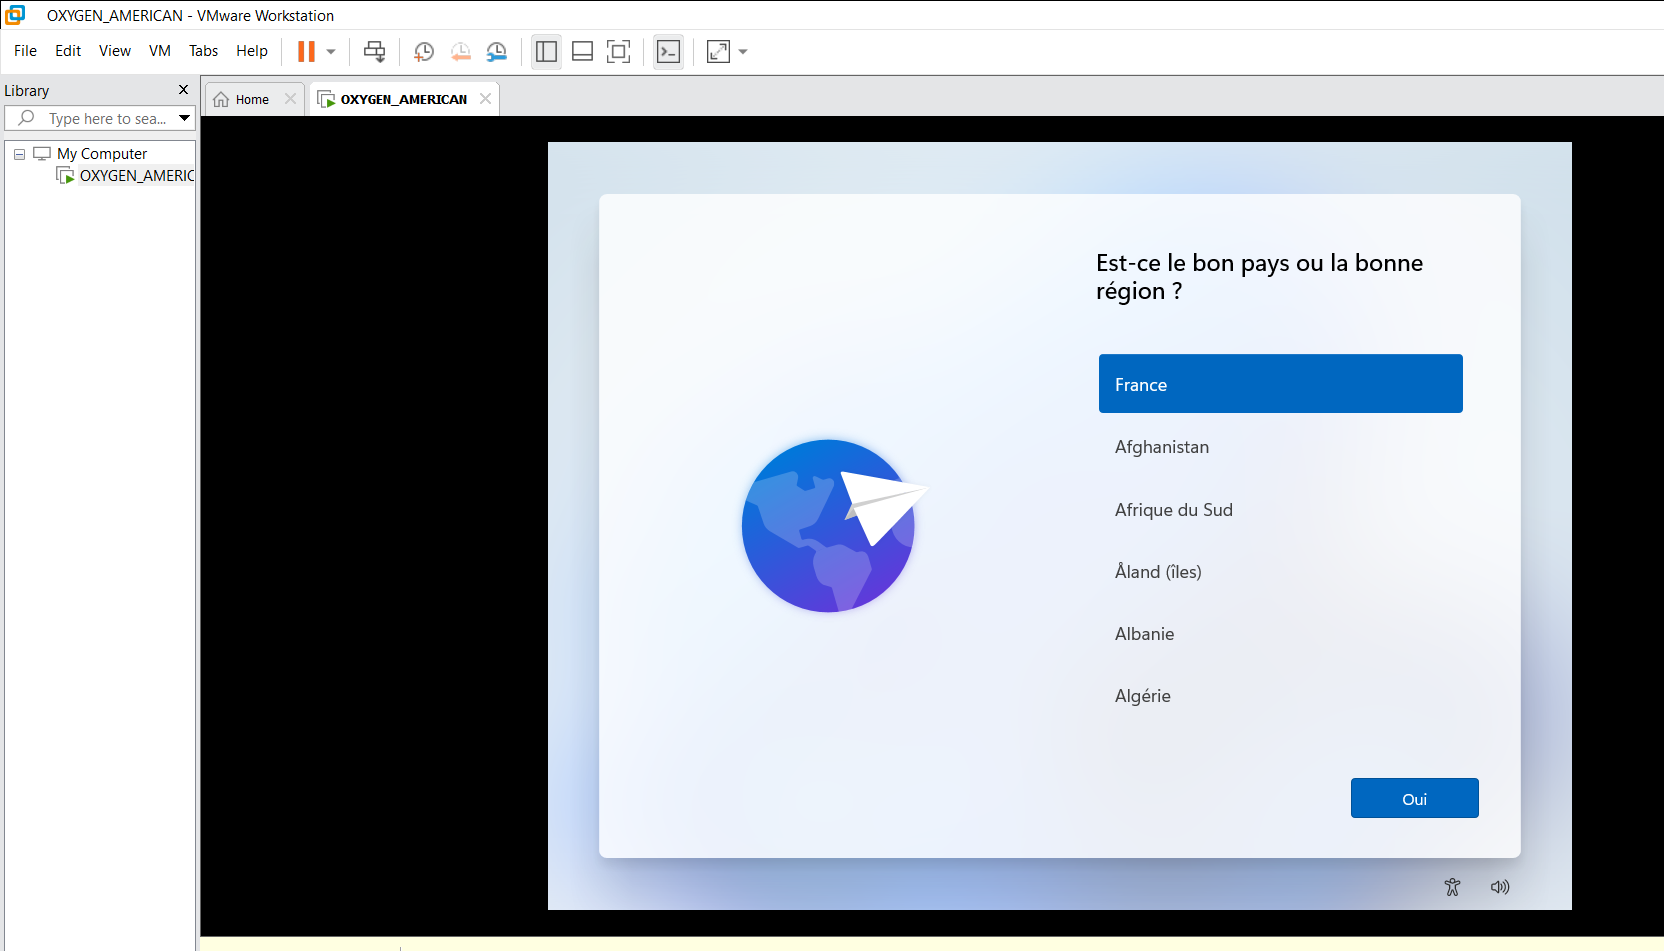 OXYGEN_AMERICAN - VMware Workstation
File Edit View VM Tabs Help
Library
Home
OXYGEN_AMERICAN
Type here to sea...
My Computer
OXYGEN_AMERIC
Est-ce le bon pays ou la bonne
région ?
France
Afghanistan
Afrique du Sud
Åland (îles)
Albanie
Algérie
Oui